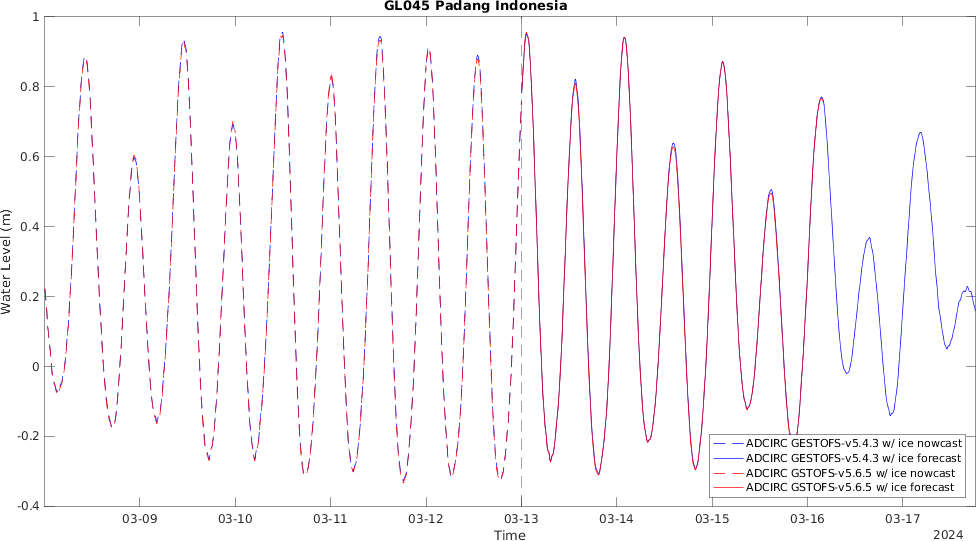 GL045 Padang Indonesia
1
0.8
0.6
0.4
0.2
0
-0.2
-0.4
Water Level (m)
ADCIRC GESTOFS-v5.4.3 w/ ice nowcast
ADCIRC GESTOFS-v5.4.3 w/ ice forecast
ADCIRC GSTOFS-v5.6.5 w/ ice nowcast
ADCIRC GSTOFS-v5.6.5 w/ ice forecast
03-09 03-10 03-11 03-12 03-13 03-14 03-15 03-16 03-17
Time
2024